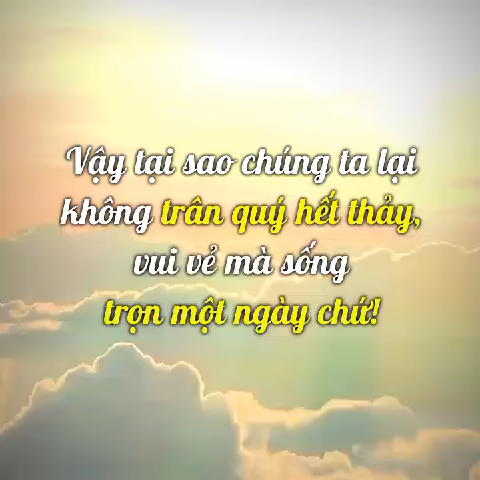 Vậy tại sao chúng ta lại
không trân quý hết thảy,
vui vẻ mà sống
trọn một ngày chứ!